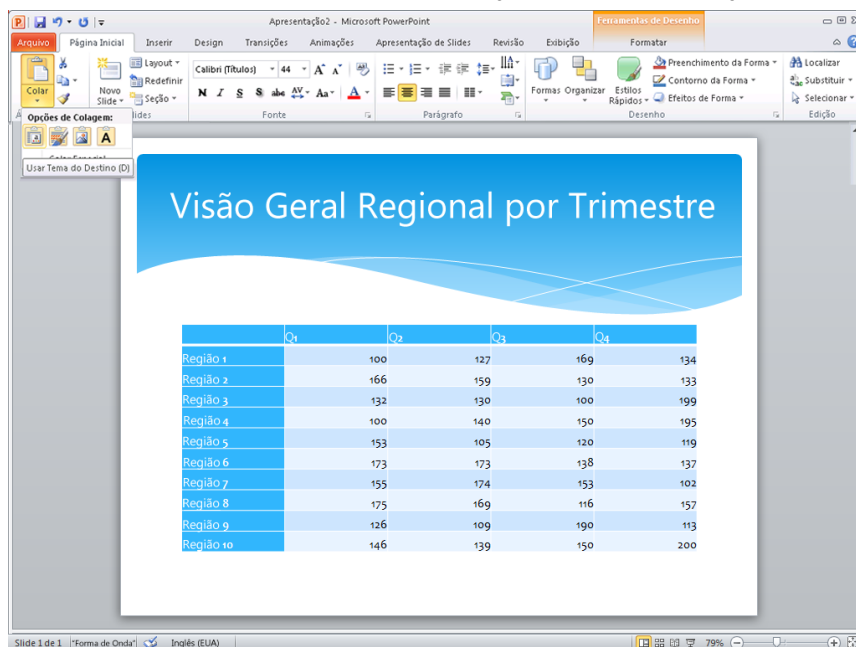 Apresentação2 - Microsoft PowerPoint
Ferramentas de Desenho
Arquivo Página Inicial Inserir Design Transições Animações Apresentação de Slides Revisão Exibição Formatar
Colar
Novo
Slide
Layout
Redefinir
Seção
Calibri (Títulos) 44
N I S S abc AV Aa A
Formas Organizar Estilos
Rápidos
Preenchimento da Forma
Contorno da Forma
Efeitos de Forma
Localizar
Substituir
Selecionar
Fonte Parágrafo Desenho Edição
Opções de Colagem:
Usar Tema do Destino (D)
Visão Geral Regional por Trimestre
Q1 Q2 Q3 Q4
Região 1 100 127 169 134
Região 2 166 159 130 133
Região 3 132 130 100 199
Região 4 100 140 150 195
Região 5 153 105 120 119
Região 6 173 173 138 137
Região 7 155 174 153 102
Região 8 175 169 116 157
Região 9 126 109 190 113
Região 10 146 139 150 200
Slide 1 de 1 "Forma de Onda" Inglês (EUA) 79%